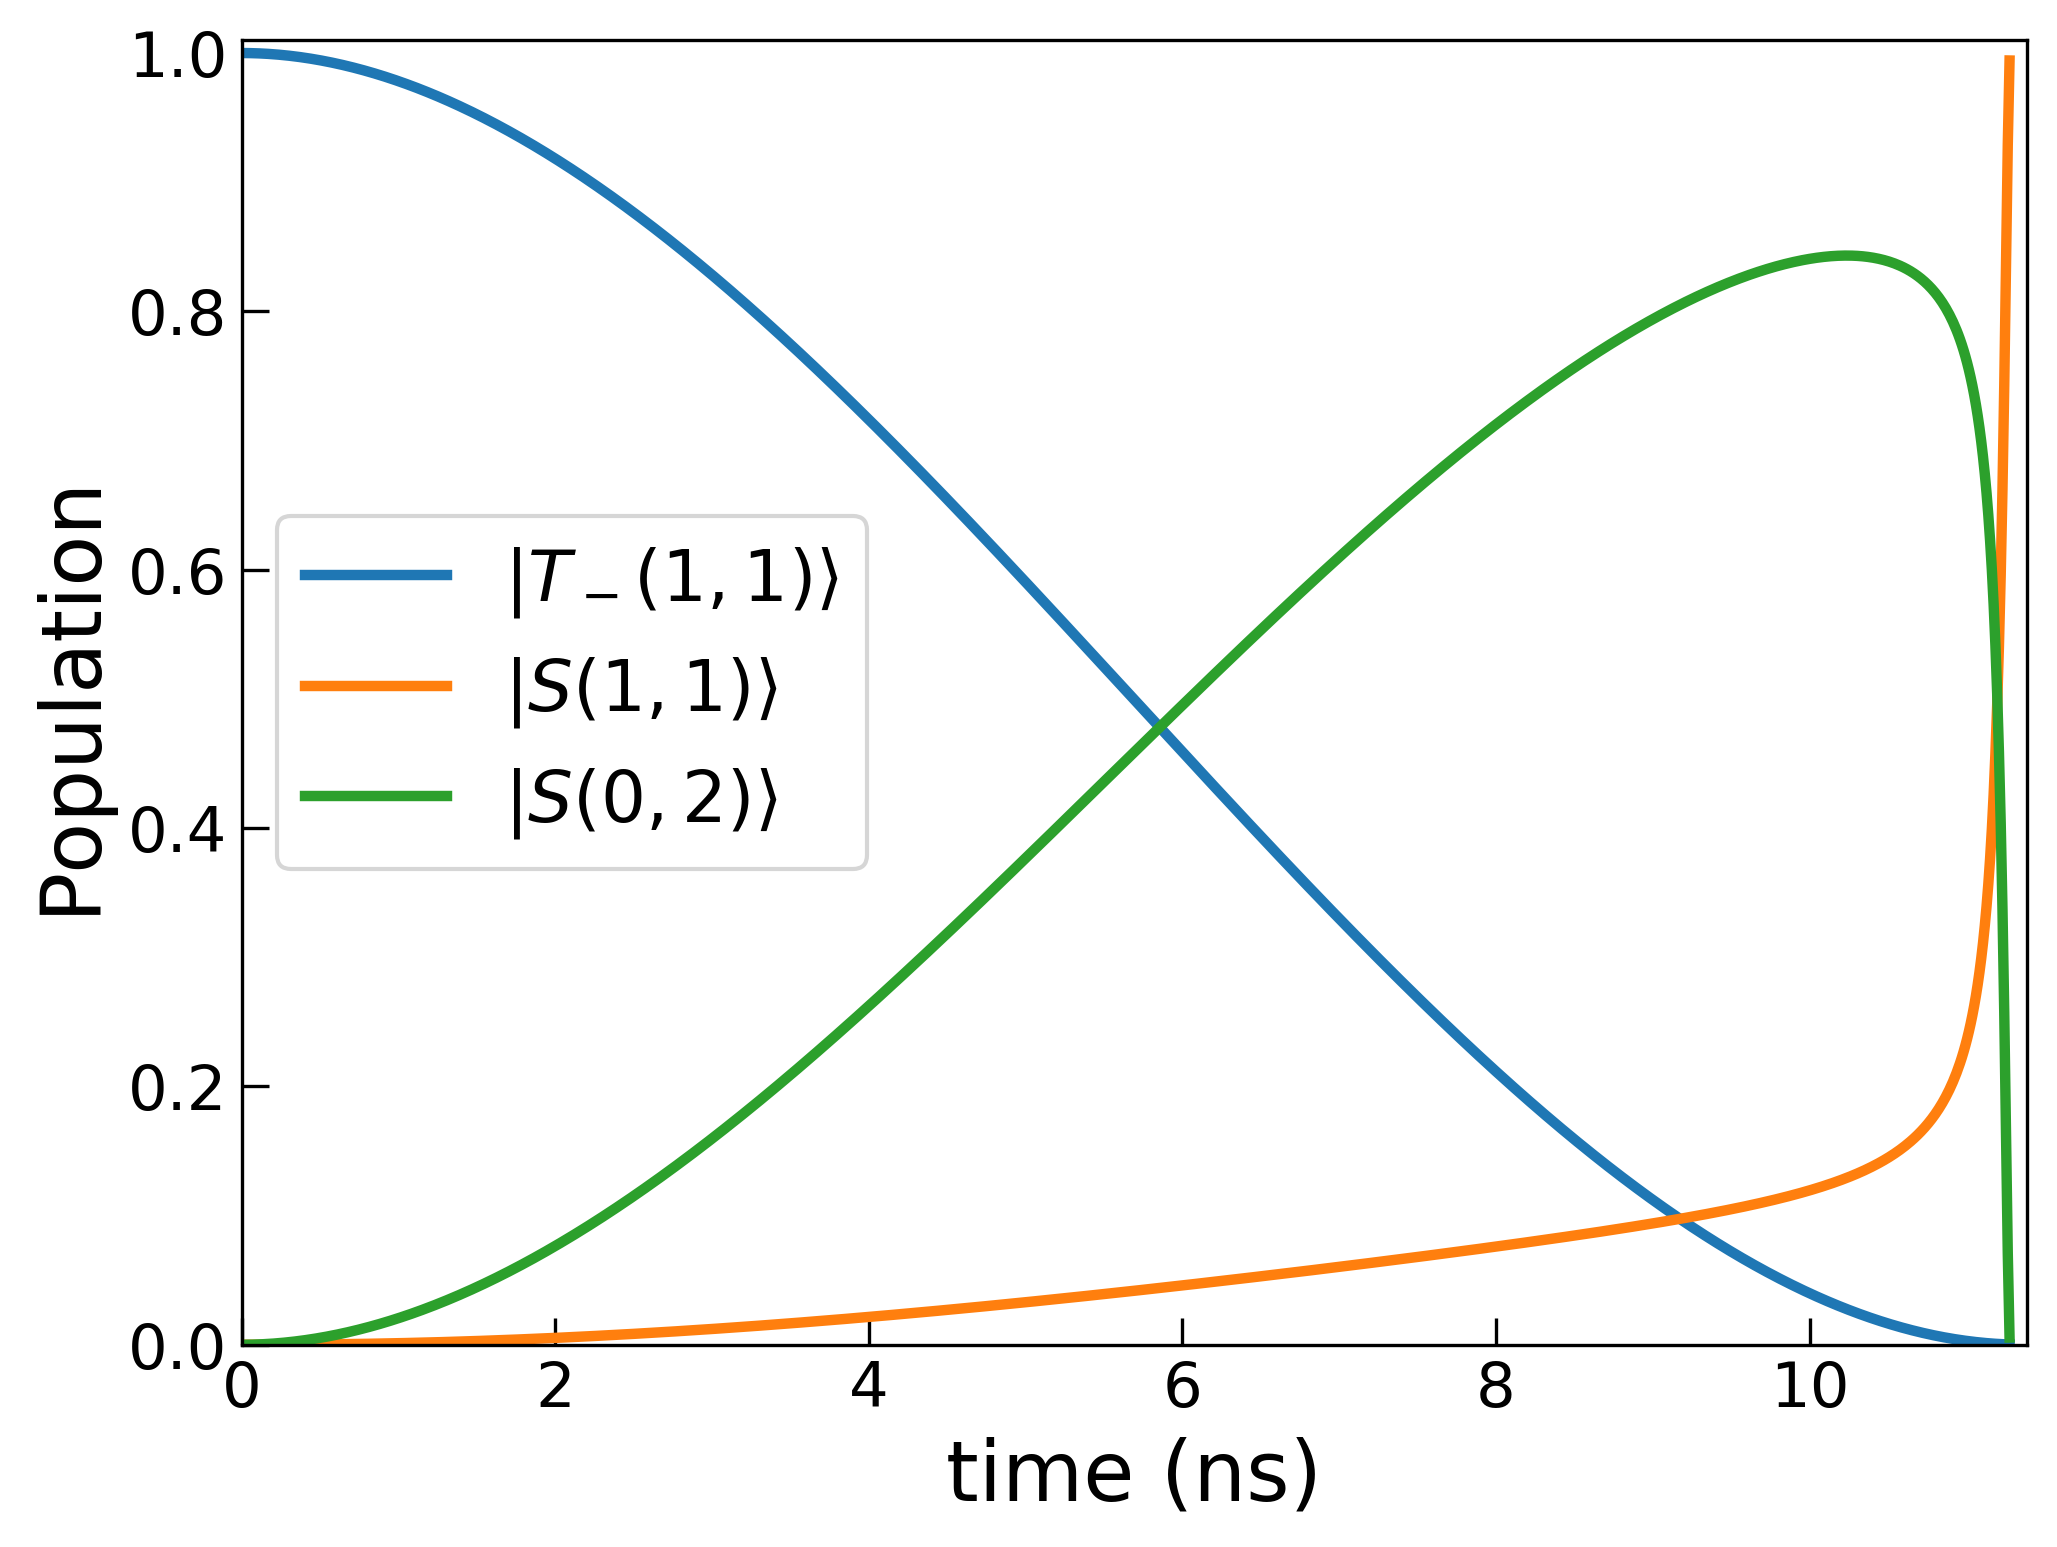 1.0
0.8
0.6
0.4
0.2
0.0
Population
|T₋(1, 1)⟩
|S(1, 1)⟩
|S(0, 2)⟩
0 2 4 6 8 10
time (ns)